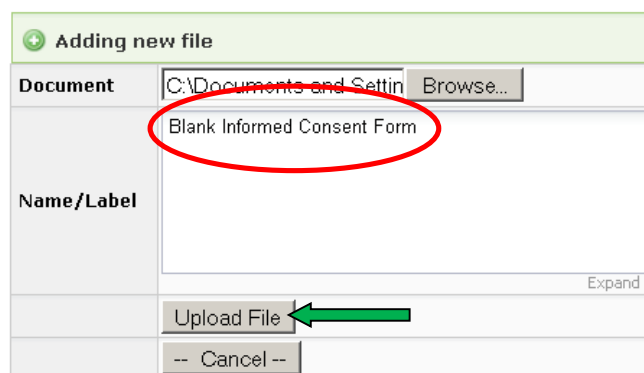 Adding new file
Document C:\Documents and Settin Browse...
Blank Informed Consent Form
Name/Label
Expand
Upload File
-- Cancel --